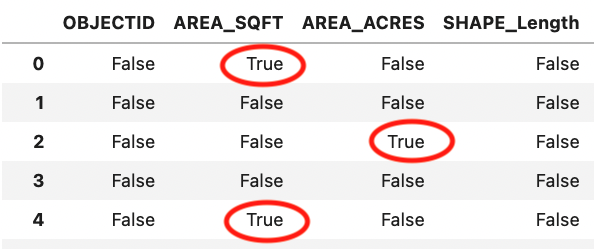 OBJECTID AREA_SQFT AREA_ACRES SHAPE_Length
0 False True False False
1 False False False False
2 False False True False
3 False False False False
4 False True False False